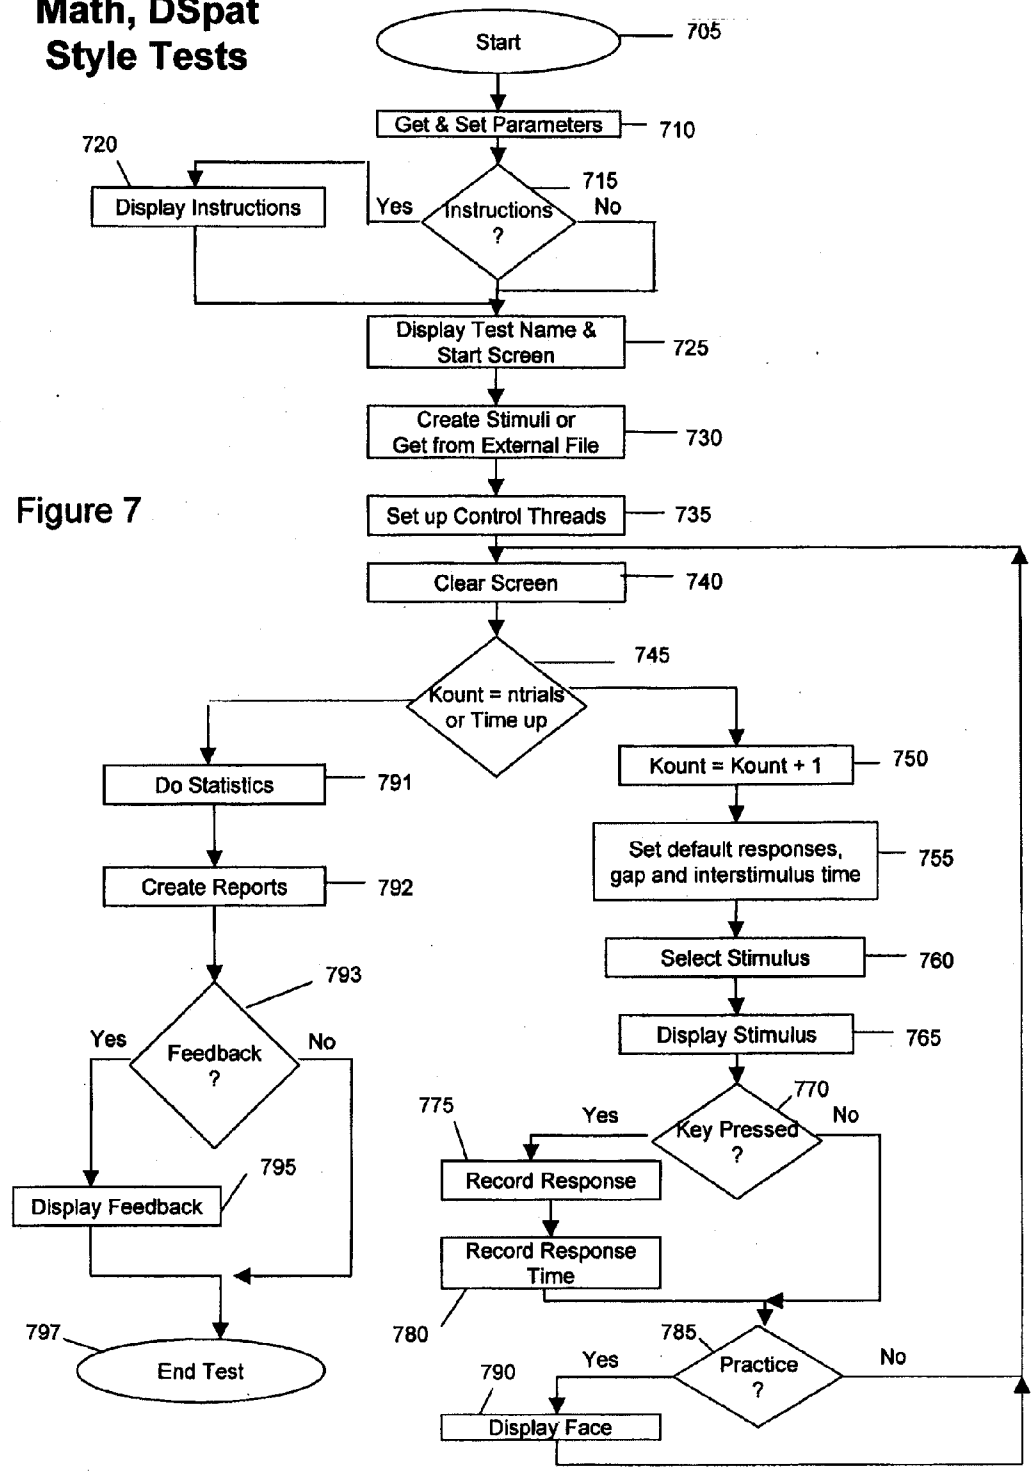 Math, DSpat
Style Tests
Start
705
Get & Set Parameters
710
720
715
Display Instructions
Yes
Instructions
?
No
Display Test Name &
Start Screen
725
Create Stimuli or
Get from External File
730
Figure 7
Set up Control Threads
735
Clear Screen
740
745
Kount = ntrials
or Time up
Do Statistics
791
Kount = Kount + 1
750
Set default responses,
gap and interstimulus time
755
Create Reports
792
Select Stimulus
760
793
Display Stimulus
765
Yes
Feedback
?
No
775
770
Yes
Key Pressed
?
No
795
Record Response
Display Feedback
Record Response
Time
780
797
End Test
785
Practice
?
Yes
No
790
Display Face